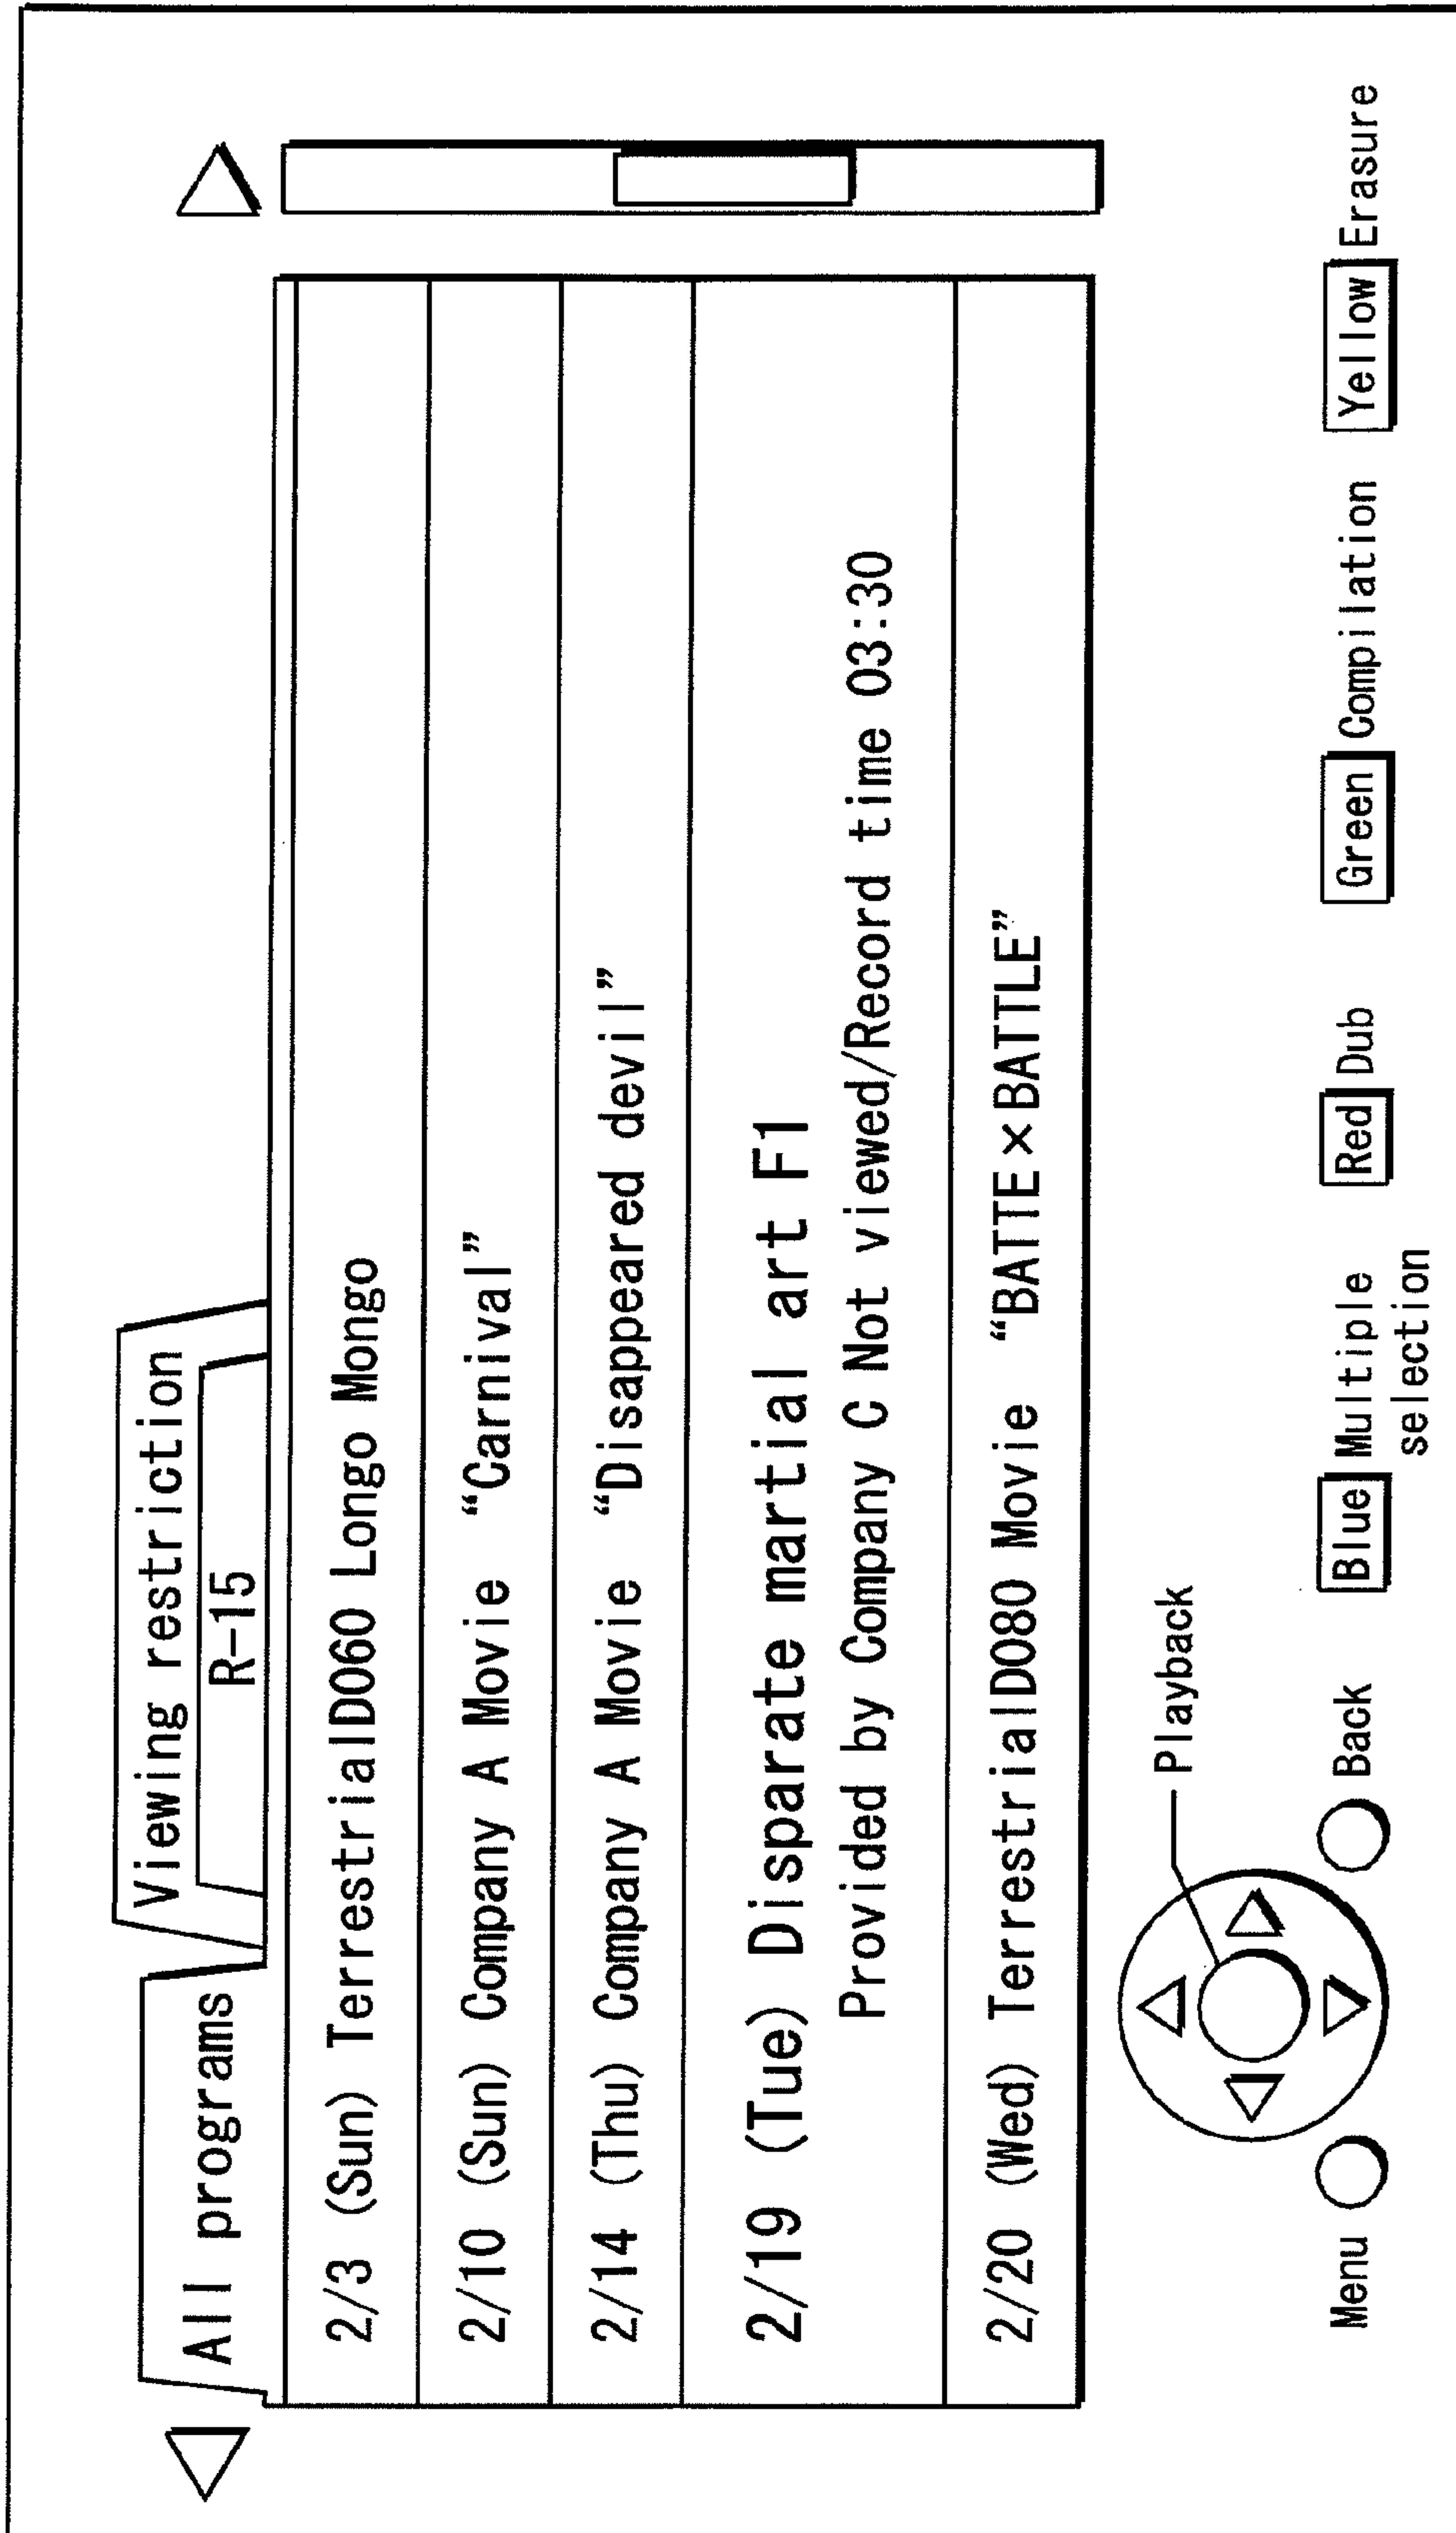 All programs
Viewing restriction
R-15
2/3 (Sun) TerrestrialD060 Longo Mongo
2/10 (Sun) Company A Movie “Carnival”
2/14 (Thu) Company A Movie “Disappeared devil”
2/19 (Tue) Disparate martial art F1
Provided by Company C Not viewed/Record time 03:30
2/20 (Wed) TerrestrialD080 Movie “BATTE×BATTLE”
Playback
Menu
Back
Blue Multiple
selection
Red Dub
Green Compilation
Yellow Erasure